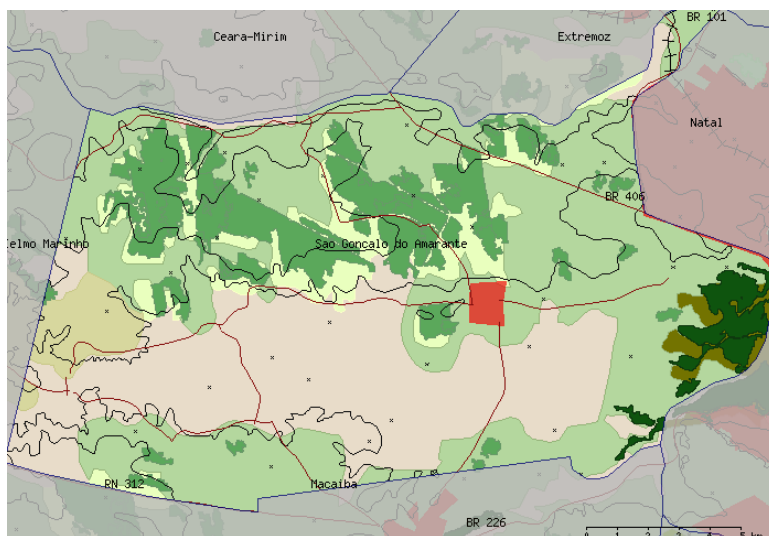 BR 101
Ceara-Mirim
Extremoz
Natal
BR 406
Sao Goncalo do Amarante
Ielmo Marinho
RN 312
Macaiba
BR 226
0 1 2 3 4 5 km